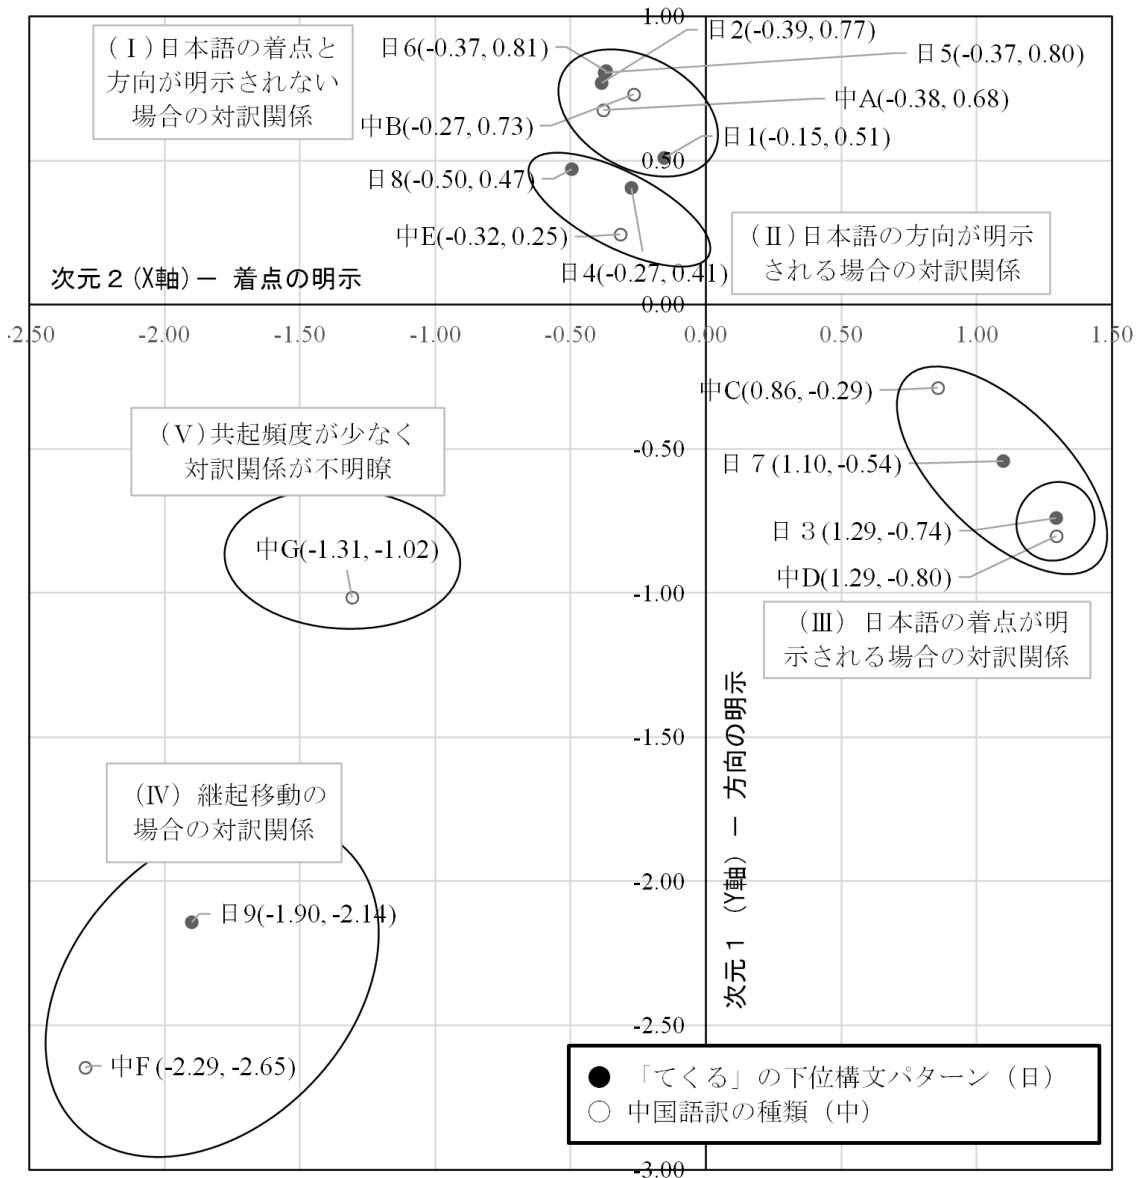 1.00
(Ⅰ)日本語の着点と
方向が明示されない
場合の対訳関係
日6(-0.37, 0.81)
日2(-0.39, 0.77)
日5(-0.37, 0.80)
中A(-0.38, 0.68)
中B(-0.27, 0.73)
日1(-0.15, 0.51)
0.50
日8(-0.50, 0.47)
中E(-0.32, 0.25)
日4(-0.27, 0.41)
(Ⅱ)日本語の方向が明示
される場合の対訳関係
次元２(X軸)ー 着点の明示
0.00
-2.50
-2.00
-1.50
-1.00
-0.50
0.00
0.50
1.00
1.50
中C(0.86, -0.29)
(Ⅴ)共起頻度が少なく
対訳関係が不明瞭
-0.50
日７(1.10, -0.54)
日３(1.29, -0.74)
中G(-1.31, -1.02)
中D(1.29, -0.80)
-1.00
(Ⅲ) 日本語の着点が明
示される場合の対訳関係
次元１ (Y軸) ー 方向の明示
-1.50
(Ⅳ) 継起移動の
場合の対訳関係
-2.00
日9(-1.90, -2.14)
-2.50
中F(-2.29, -2.65)
●「てくる」の下位構文パターン（日）
○ 中国語訳の種類（中）
-3.00